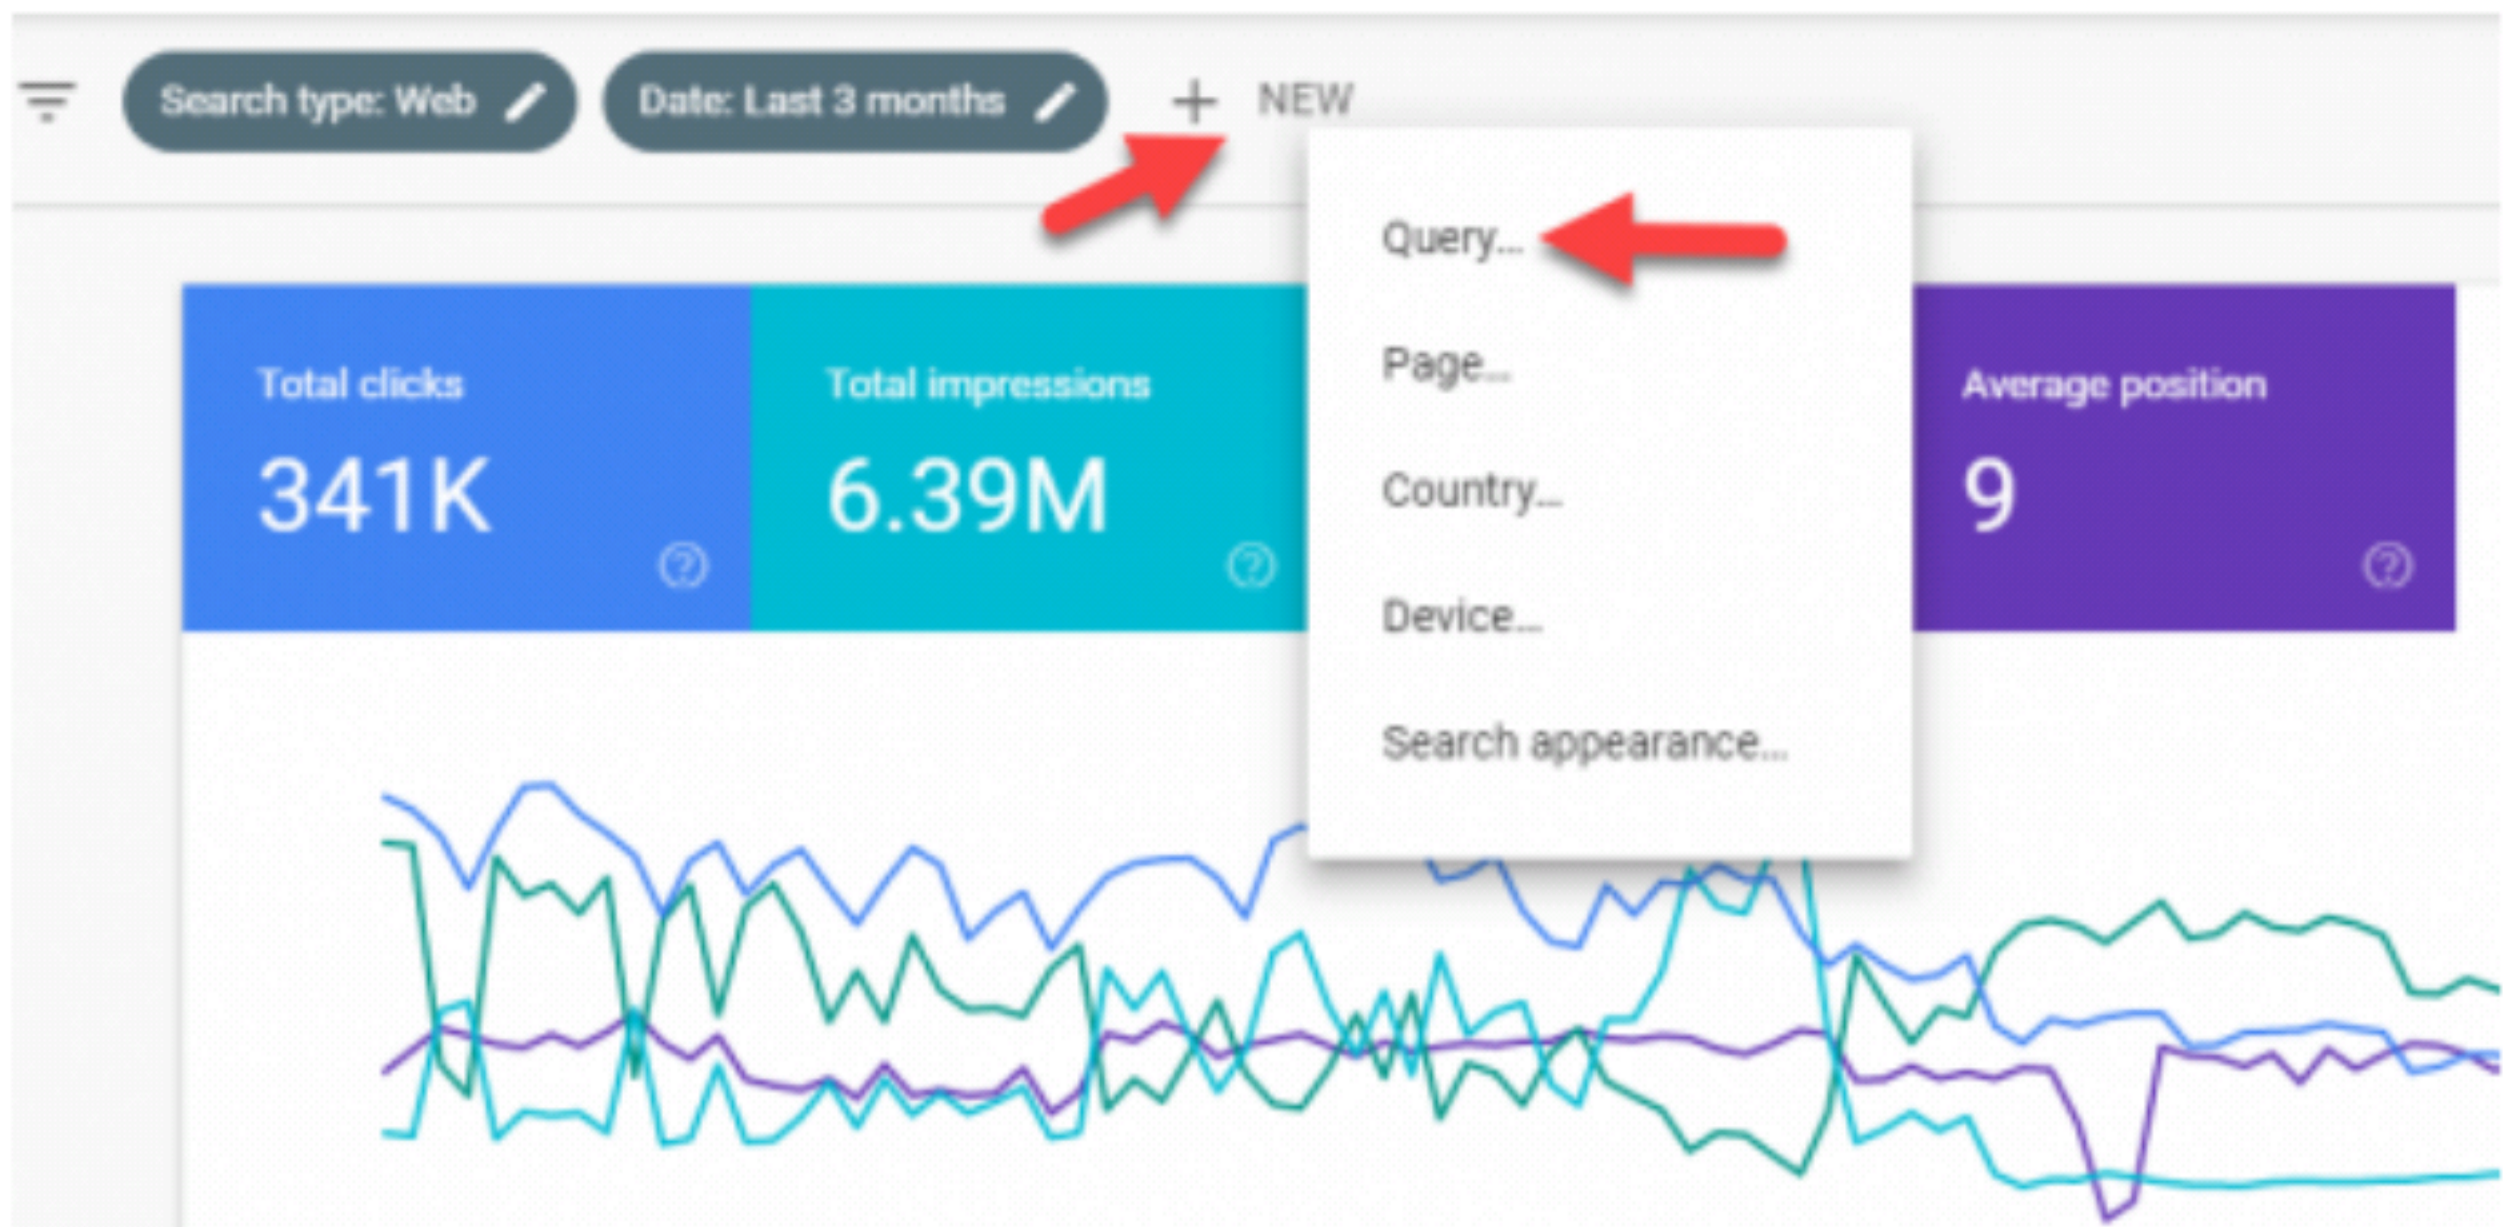 Search type: Web
Date: Last 3 months
+ NEW
Query...
Page...
Country...
Device...
Search appearance...
Total clicks
341K
Total impressions
6.39M
Average position
9